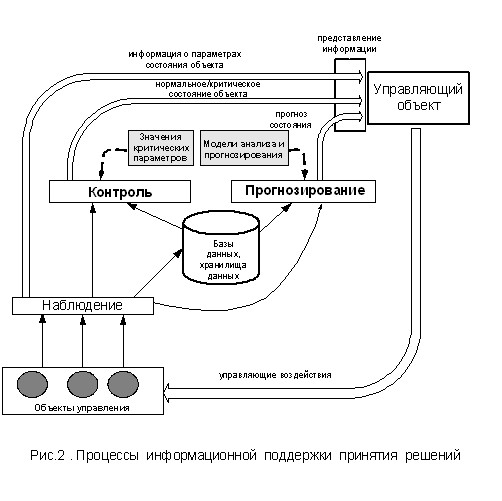 представление
информации
информация о параметрах
состояния объекта
нормальное/критическое
состояние объекта
Управляющий
объект
прогноз
состояния
Значения
критических
параметров
Модели анализа и
прогнозирования
Контроль
Прогнозирование
Базы
данных,
хранилища
данных
Наблюдение
управляющие воздействия
Объекты управления
Рис.2 . Процессы информационной поддержки принятия решений